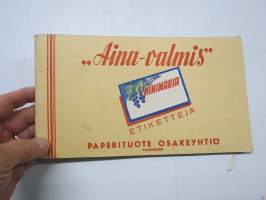 „Aina-valmis"
VIINIMARJA
ETIKETTEJÄ
PAPERITUOTE OSAKEYHTIÖ